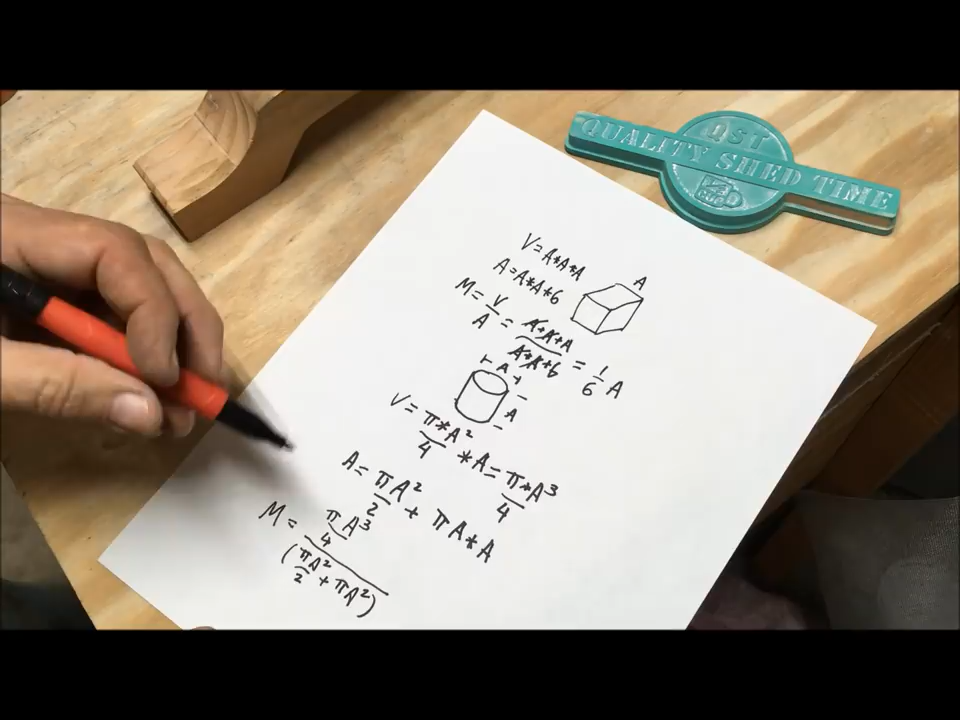 DST
QUALITY SHED TIME
V=A*A*A
A=A*A*6
A
M=V/A=A*A*A/A*A*6=1/6 A
A
A
V=π*A²/4*A=π*A³/4
A=πA²/2+πA*A
M=πA³/4/(πA²/2+πA²)